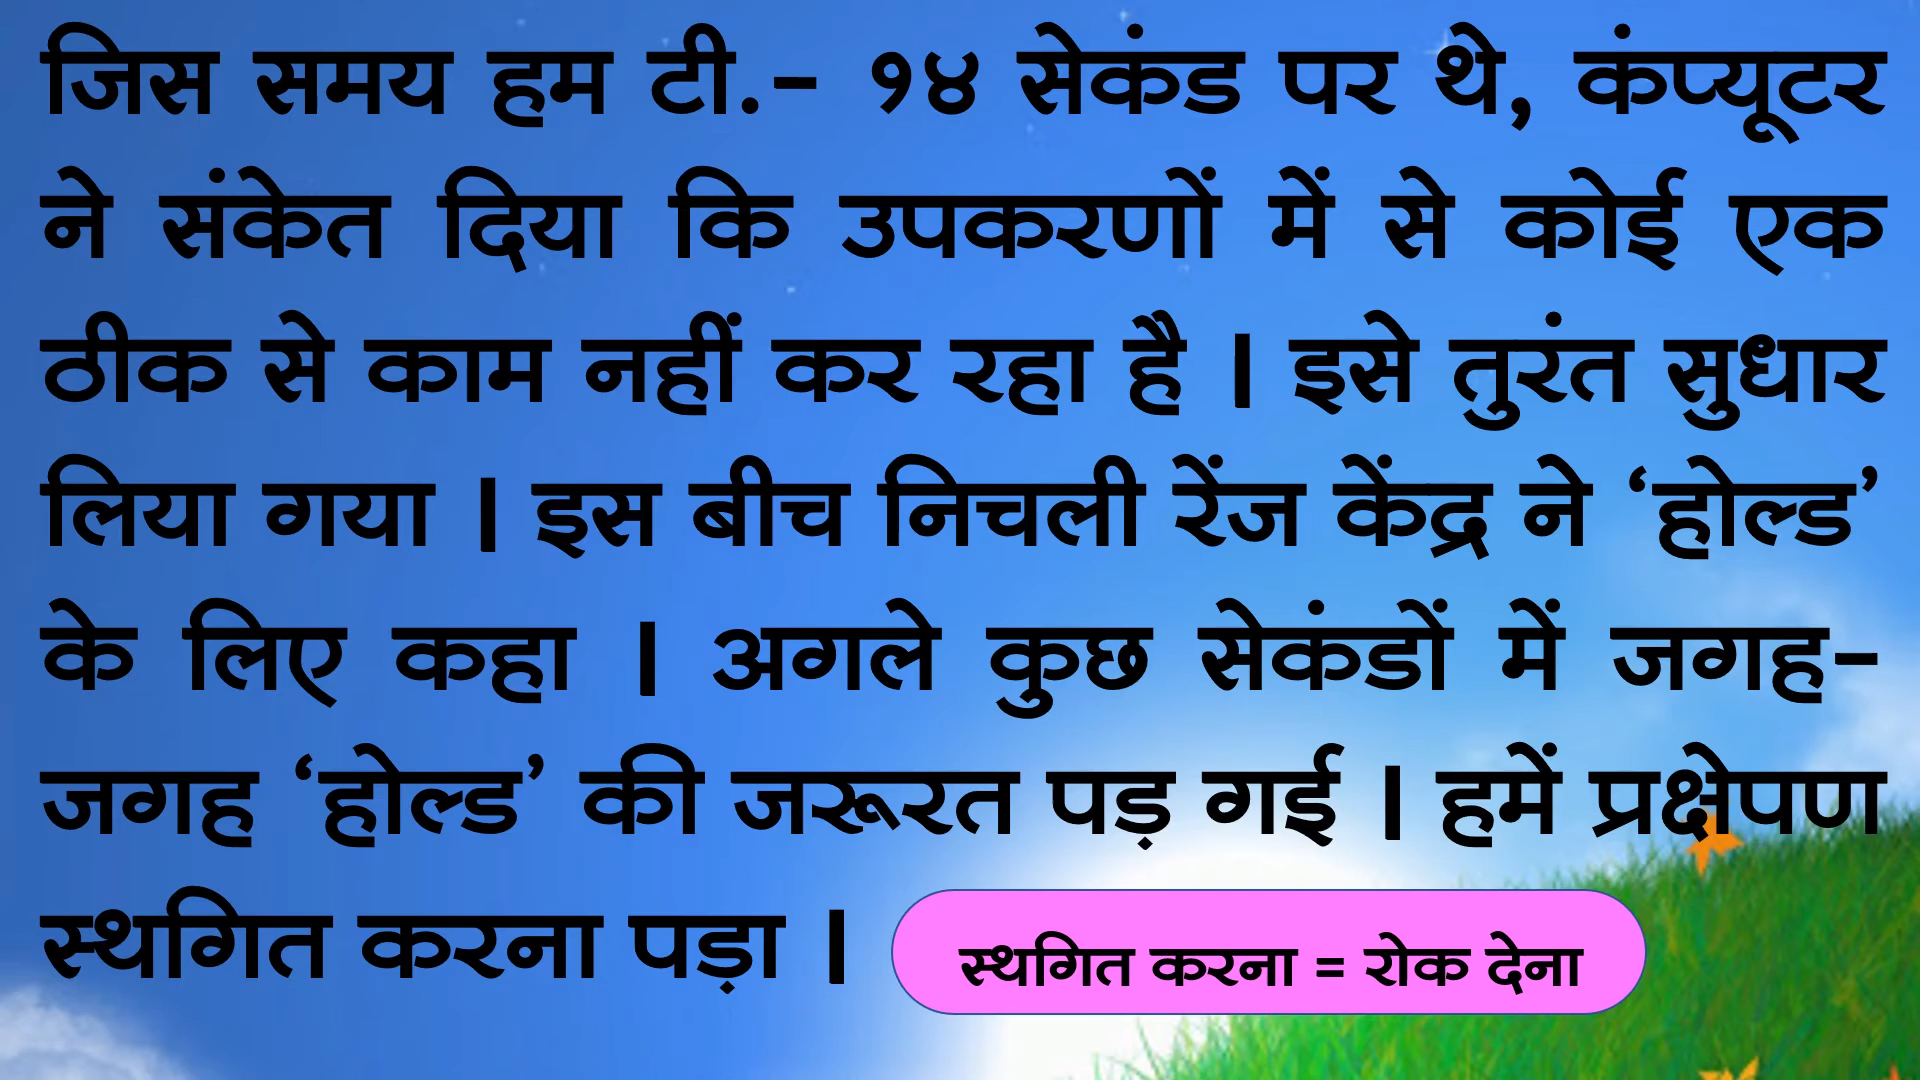 जिस समय हम टी.- १४ सेकंड पर थे, कंप्यूटर
ने संकेत दिया कि उपकरणों में से कोई एक
ठीक से काम नहीं कर रहा है । इसे तुरंत सुधार
लिया गया । इस बीच निचली रेंज केंद्र ने ‘होल्ड’
के लिए कहा । अगले कुछ सेकंडों में जगह-
जगह ‘होल्ड’ की जरूरत पड़ गई । हमें प्रक्षेपण
स्थगित करना पड़ा ।
स्थगित करना = रोक देना